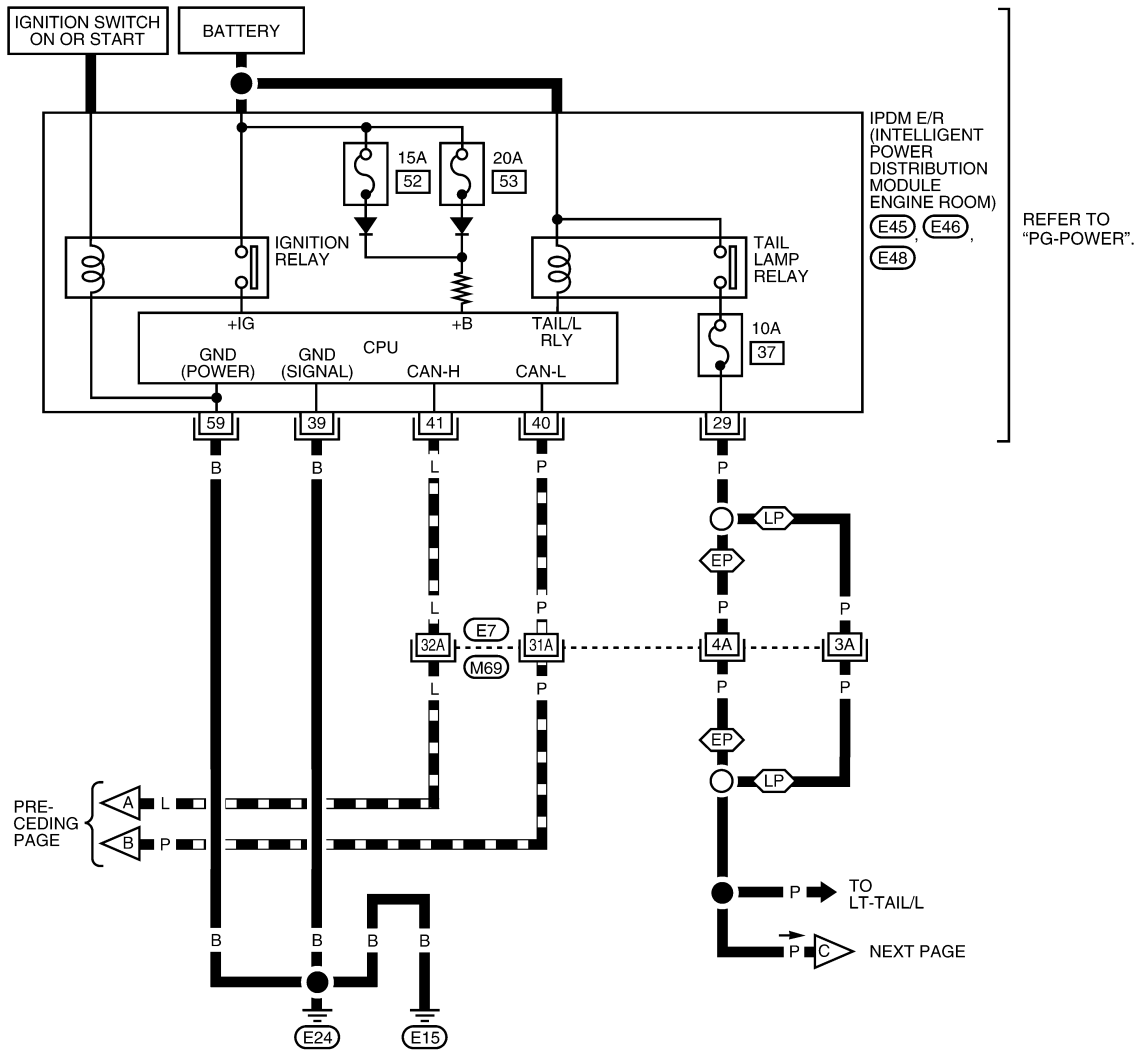 IGNITION SWITCH
ON OR START
BATTERY
IPDM E/R
(INTELLIGENT
POWER
DISTRIBUTION
MODULE
ENGINE ROOM)
E45 , E46 ,
E48
REFER TO
“PG-POWER”.
15A
52
20A
53
IGNITION
RELAY
TAIL
LAMP
RELAY
+IG
+B
TAIL/L
RLY
CPU
10A
37
GND
(POWER)
GND
(SIGNAL)
CAN-H
CAN-L
59
39
41
40
29
B
B
L
P
P
LP
EP
L
P
P
P
E7
32A
31A
4A
3A
M69
L
P
P
P
EP
LP
PRE-
CEDING
PAGE
A
L
B
P
P
TO
LT-TAIL/L
B
B
B
B
P
C
NEXT PAGE
E24
E15